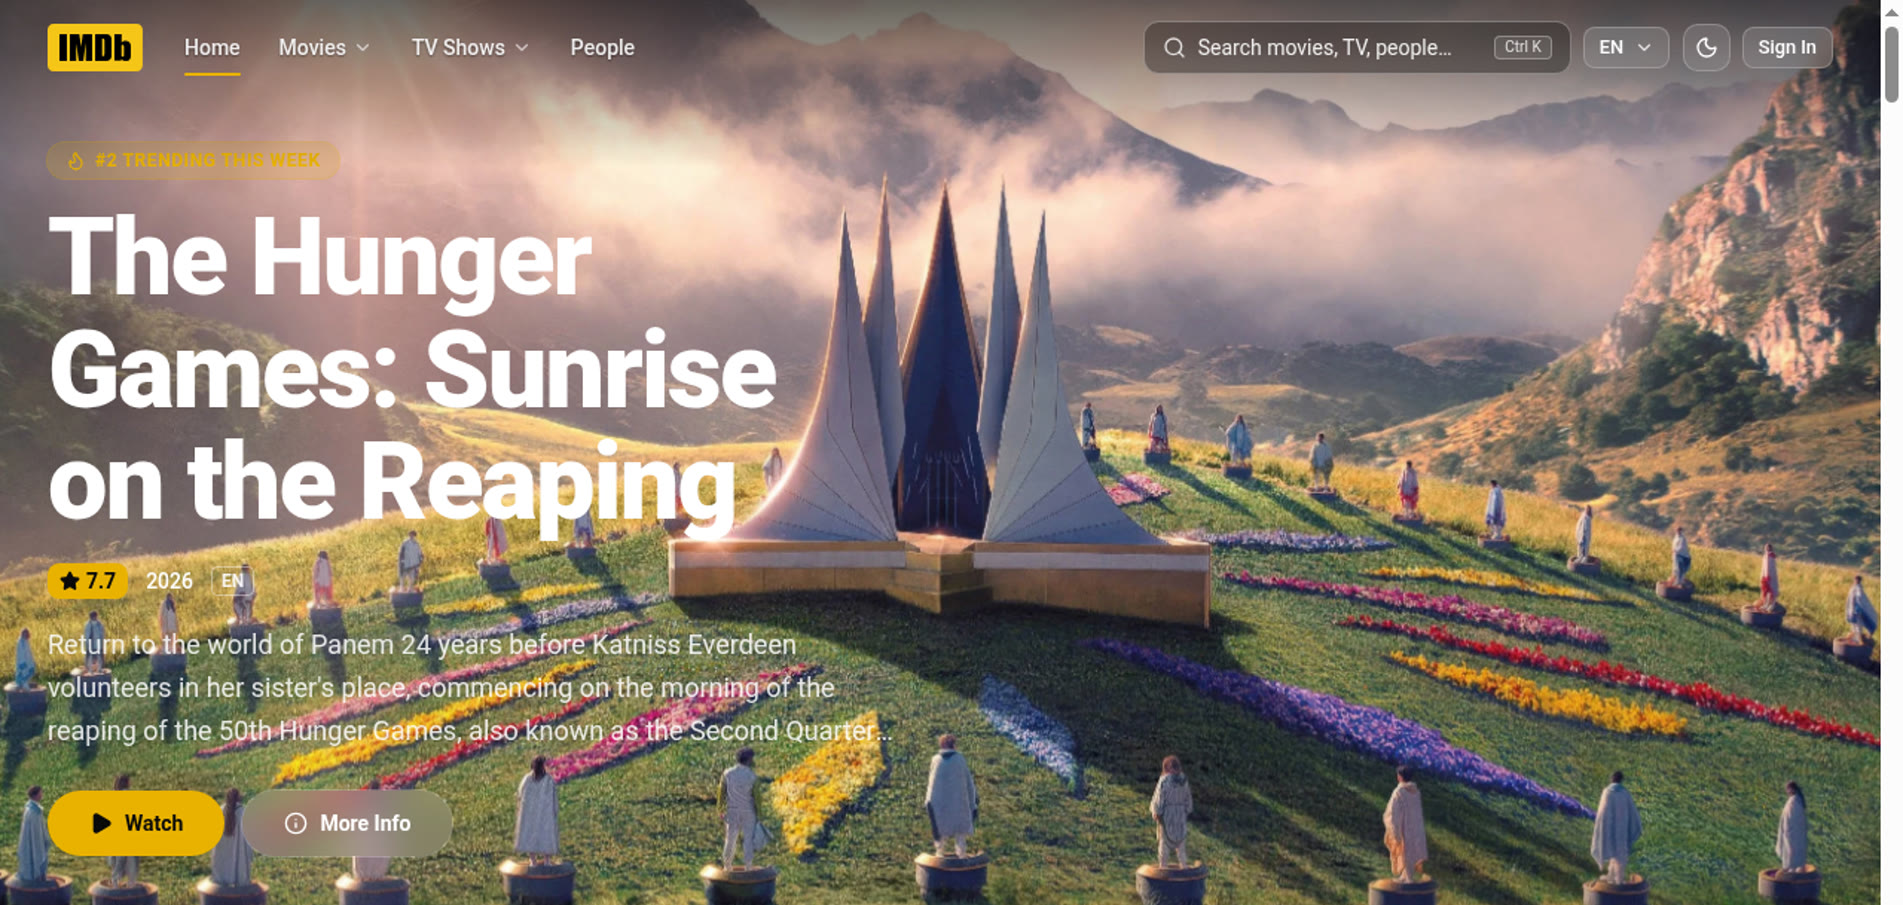 IMDb
Home
Movies
TV Shows
People
Search movies, TV, people...
Ctrl K
EN
Sign In
#2 TRENDING THIS WEEK
The Hunger
Games: Sunrise
on the Reaping
7.7
2026
EN
Return to the world of Panem 24 years before Katniss Everdeen
volunteers in her sister's place, commencing on the morning of the
reaping of the 50th Hunger Games, also known as the Second Quarter...
Watch
More Info